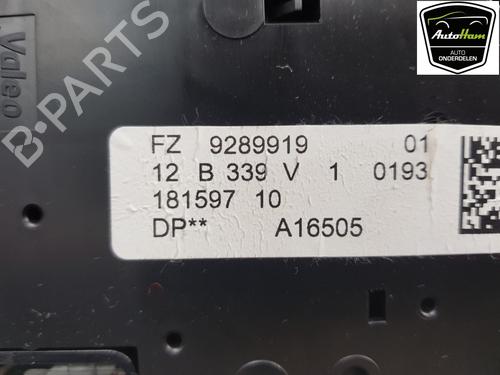 AutoHam
AUTO
ONDERDELEN
Valeo
B-PARTS
FZ 9289919 01
12 B 339 V 1 0193
181597 10
DP** A16505